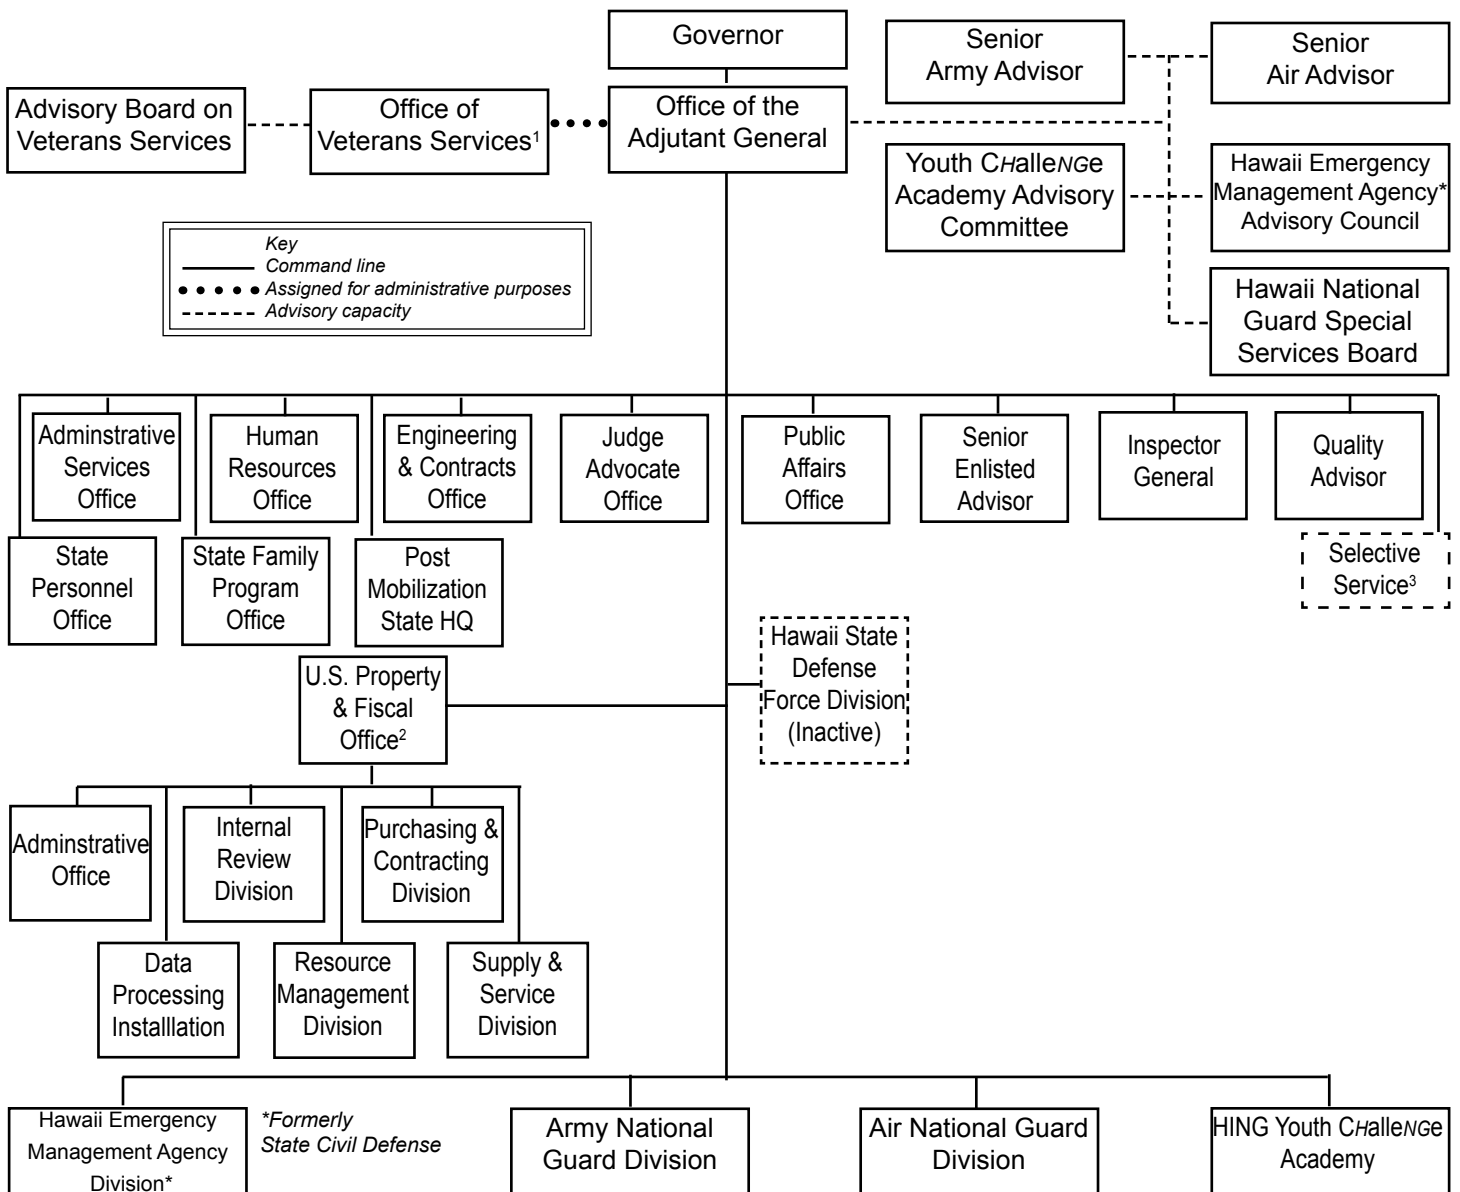 Governor
Senior
Army Advisor
Senior
Air Advisor
Advisory Board on
Veterans Services
Office of
Veterans Services¹
Office of the
Adjutant General
Youth CHalleNGe
Academy Advisory
Committee
Hawaii Emergency
Management Agency*
Advisory Council
Hawaii National
Guard Special
Services Board
Key
Command line
Assigned for administrative purposes
Advisory capacity
Adminstrative
Services
Office
Human
Resources
Office
Engineering
& Contracts
Office
Judge
Advocate
Office
Public
Affairs
Office
Senior
Enlisted
Advisor
Inspector
General
Quality
Advisor
State
Personnel
Office
State Family
Program
Office
Post
Mobilization
State HQ
Selective
Service³
Hawaii State
Defense
Force Division
(Inactive)
U.S. Property
& Fiscal
Office²
Adminstrative
Office
Internal
Review
Division
Purchasing &
Contracting
Division
Data
Processing
Installlation
Resource
Management
Division
Supply &
Service
Division
Hawaii Emergency
Management Agency
Division*
*Formerly
State Civil Defense
Army National
Guard Division
Air National Guard
Division
HING Youth CHalleNGe
Academy